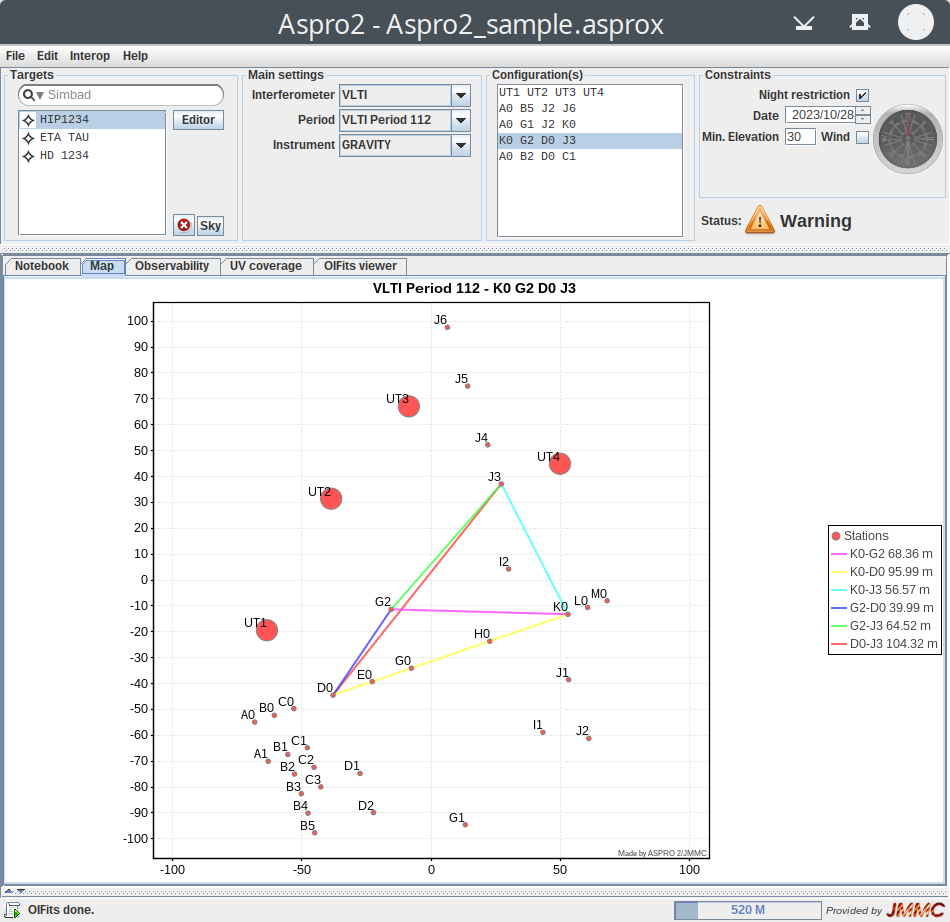 Aspro2 - Aspro2_sample.asprox
File Edit Interop Help
Targets
Simbad
HIP1234
ETA TAU
HD 1234
Editor
Sky
Main settings
Interferometer VLTI
Period VLTI Period 112
Instrument GRAVITY
Configuration(s)
UT1 UT2 UT3 UT4
A0 B5 J2 J6
A0 G1 J2 K0
K0 G2 D0 J3
A0 B2 D0 C1
Constraints
Night restriction
Date 2023/10/28
Min. Elevation 30 Wind
Status: Warning
Notebook Map Observability UV coverage OIFits viewer
VLTI Period 112 - K0 G2 D0 J3
100
90
80
70
60
50
40
30
20
10
0
-10
-20
-30
-40
-50
-60
-70
-80
-90
-100
J6
J5
UT3
J4
UT4
J3
UT2
I2
M0
L0
G2
K0
UT1
H0
G0
J1
E0
D0
C0
B0
A0
I1
J2
C1
B1
A1
C2
B2
D1
C3
B3
B4
D2
G1
B5
Made by ASPRO 2/JMMC
-100 -50 0 50 100
Stations
K0-G2 68.36 m
K0-D0 95.99 m
K0-J3 56.57 m
G2-D0 39.99 m
G2-J3 64.52 m
D0-J3 104.32 m
OIFits done.
520 M
Provided by JMMC